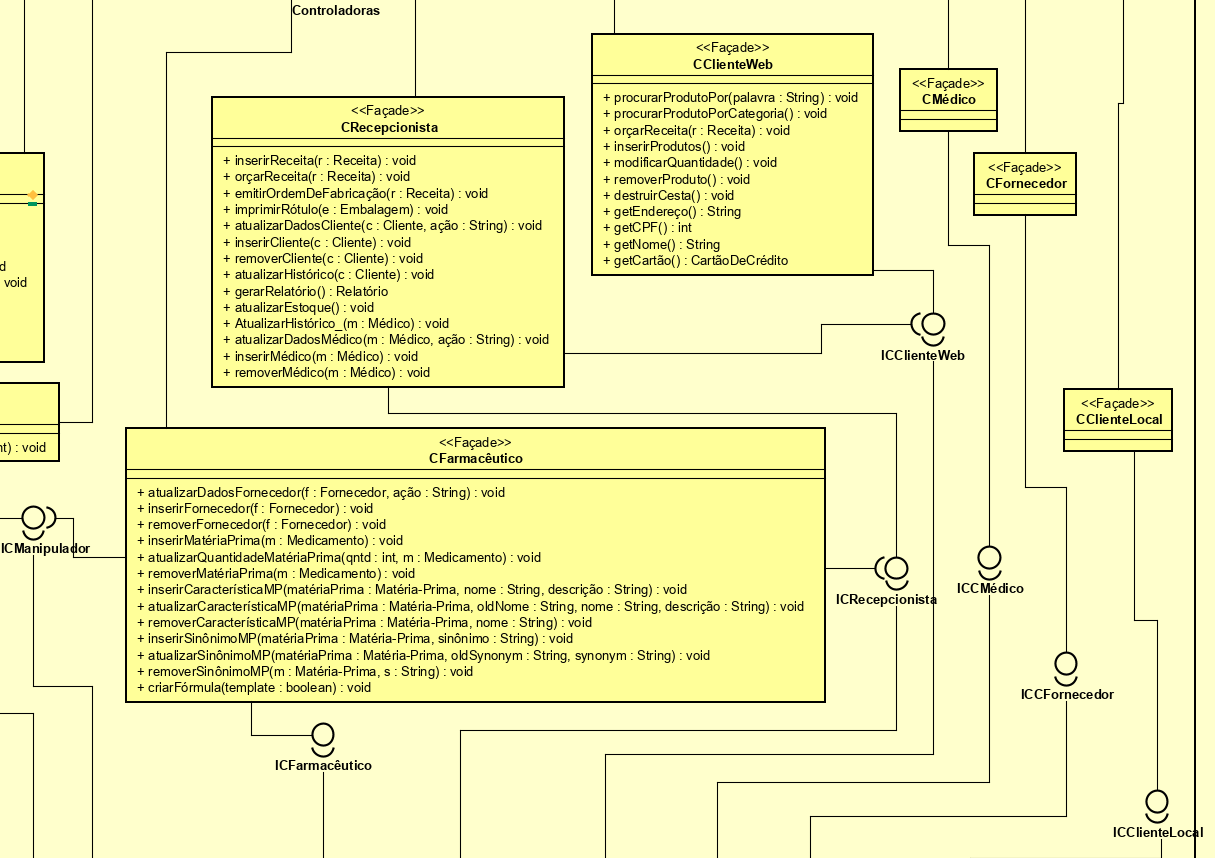 Controladoras
<<Façade>>
CRecepcionista
+ inserirReceita(r : Receita) : void
+ orçarReceita(r : Receita) : void
+ emitirOrdemDeFabricação(r : Receita) : void
+ imprimirRótulo(e : Embalagem) : void
+ atualizarDadosCliente(c : Cliente, ação : String) : void
+ inserirCliente(c : Cliente) : void
+ removerCliente(c : Cliente) : void
+ atualizarHistórico(c : Cliente) : void
+ gerarRelatório() : Relatório
+ atualizarEstoque() : void
+ AtualizarHistórico_(m : Médico) : void
+ atualizarDadosMédico(m : Médico, ação : String) : void
+ inserirMédico(m : Médico) : void
+ removerMédico(m : Médico) : void
<<Façade>>
CClienteWeb
+ procurarProdutoPor(palavra : String) : void
+ procurarProdutoPorCategoria() : void
+ orçarReceita(r : Receita) : void
+ inserirProdutos() : void
+ modificarQuantidade() : void
+ removerProduto() : void
+ destruirCesta() : void
+ getEndereço() : String
+ getCPF() : int
+ getNome() : String
+ getCartão() : CartãoDeCrédito
<<Façade>>
CMédico
<<Façade>>
CFornecedor
d
void
ICClienteWeb
<<Façade>>
CClienteLocal
nt) : void
<<Façade>>
CFarmacêutico
+ atualizarDadosFornecedor(f : Fornecedor, ação : String) : void
+ inserirFornecedor(f : Fornecedor) : void
+ removerFornecedor(f : Fornecedor) : void
+ inserirMatériaPrima(m : Medicamento) : void
+ atualizarQuantidadeMatériaPrima(qntd : int, m : Medicamento) : void
+ removerMatériaPrima(m : Medicamento) : void
+ inserirCaracterísticaMP(matériaPrima : Matéria-Prima, nome : String, descrição : String) : void
+ atualizarCaracterísticaMP(matériaPrima : Matéria-Prima, oldNome : String, nome : String, descrição : String) : void
+ removerCaracterísticaMP(matériaPrima : Matéria-Prima, nome : String) : void
+ inserirSinônimoMP(matériaPrima : Matéria-Prima, sinônimo : String) : void
+ atualizarSinônimoMP(matériaPrima : Matéria-Prima, oldSynonym : String, synonym : String) : void
+ removerSinônimoMP(m : Matéria-Prima, s : String) : void
+ criarFórmula(template : boolean) : void
ICManipulador
ICRecepcionista
ICCMédico
ICCFornecedor
ICFarmacêutico
ICClienteLocal